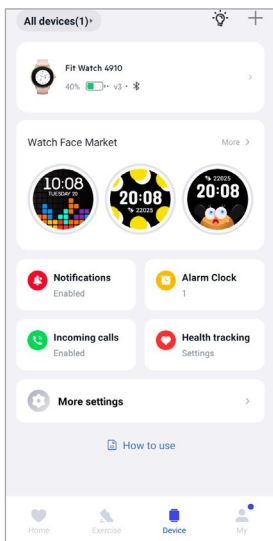 All devices(1)
Fit Watch 4910
40% v3
Watch Face Market
More >
10:08
TUESDAY 20
20:08
22025
22025
20:08
Notifications
Enabled
Alarm Clock
1
Incoming calls
Enabled
Health tracking
Settings
More settings
How to use
Home
Exercise
Device
My